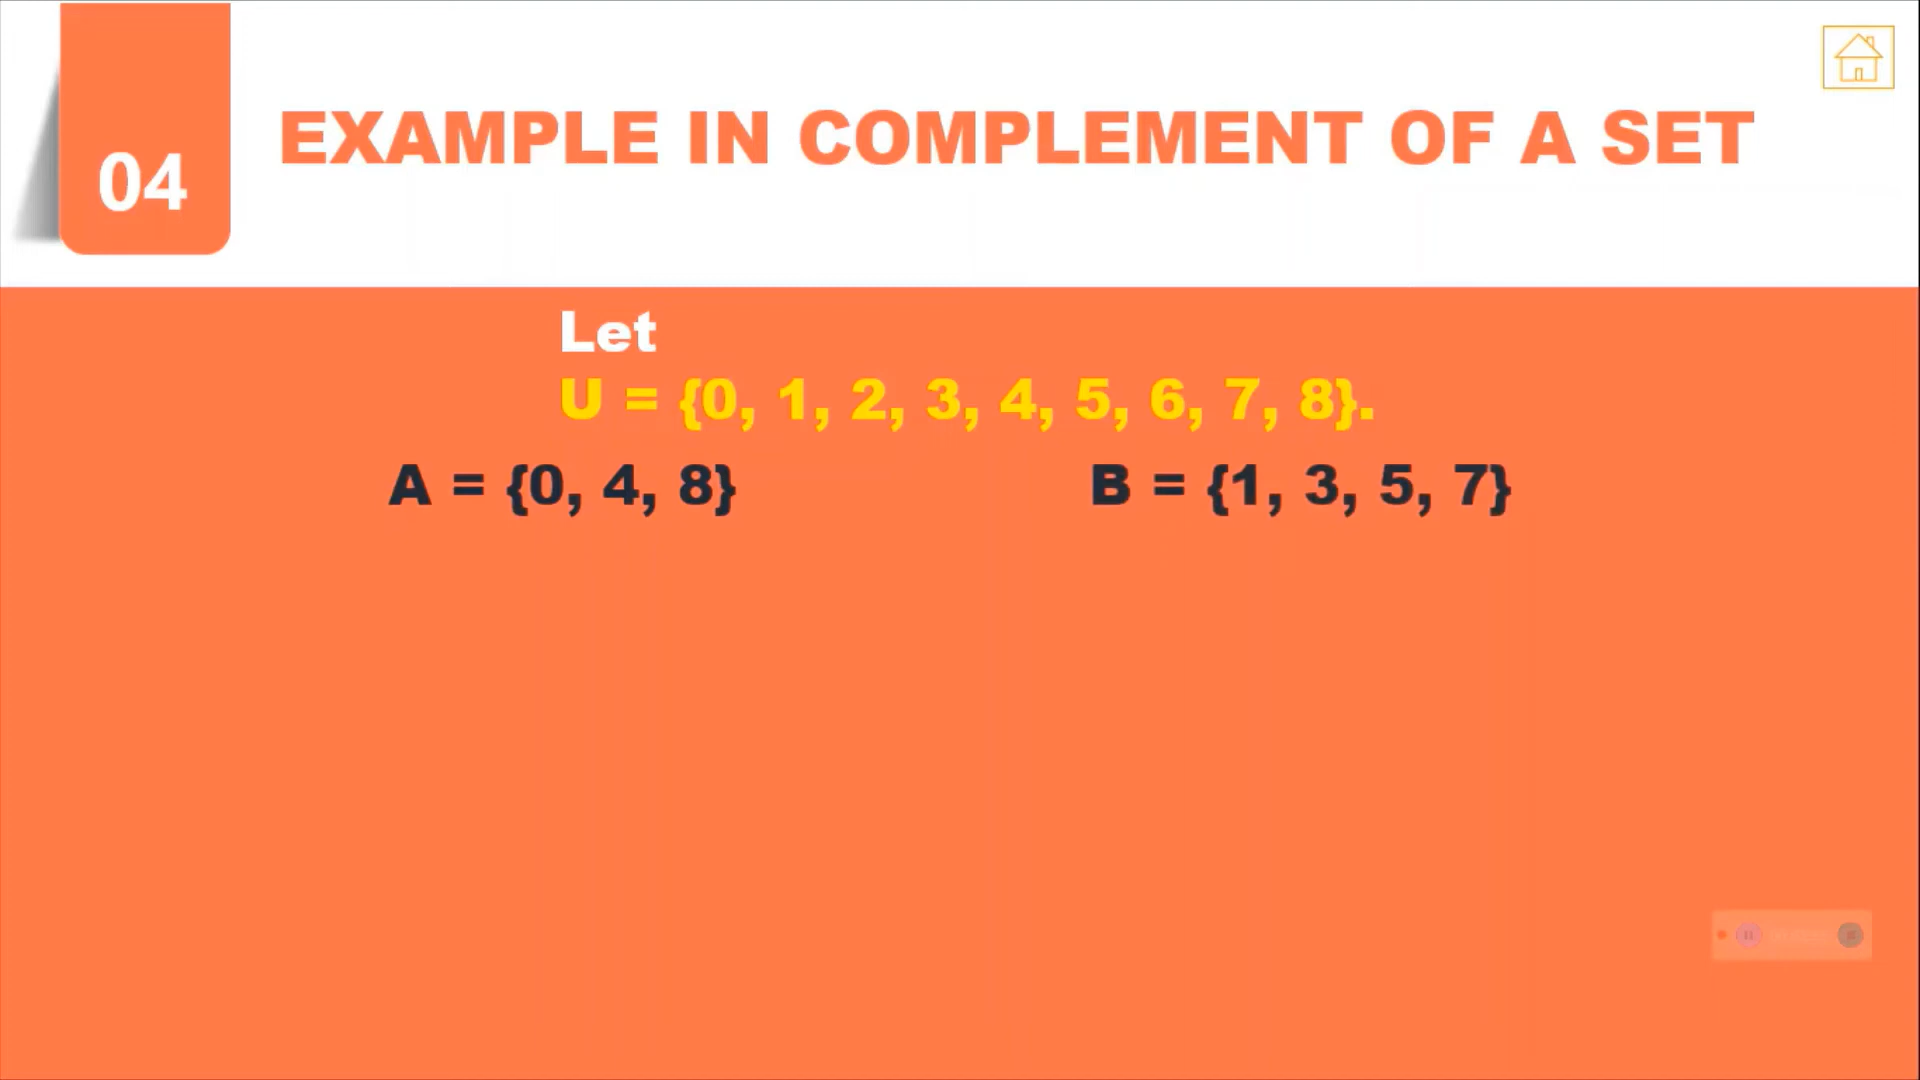 04
EXAMPLE IN COMPLEMENT OF A SET
Let
U = {0, 1, 2, 3, 4, 5, 6, 7, 8}.
A = {0, 4, 8}
B = {1, 3, 5, 7}